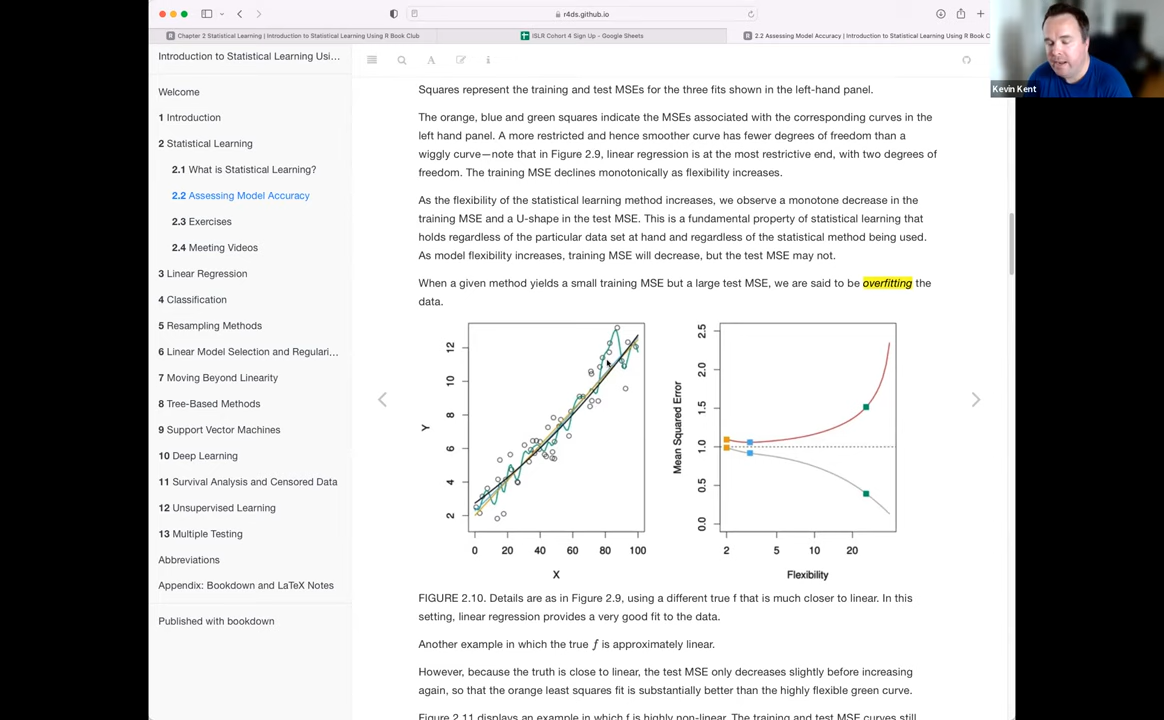 r4ds.github.io
Chapter 2 Statistical Learning | Introduction to Statistical Learning Using R Book Club
ISLR Cohort 4 Sign Up - Google Sheets
2.2 Assessing Model Accuracy | Introduction to Statistical Learning Using R Book C
Kevin Kent
Introduction to Statistical Learning Usi...
Welcome
1 Introduction
2 Statistical Learning
2.1 What is Statistical Learning?
2.2 Assessing Model Accuracy
2.3 Exercises
2.4 Meeting Videos
3 Linear Regression
4 Classification
5 Resampling Methods
6 Linear Model Selection and Regulari...
7 Moving Beyond Linearity
8 Tree-Based Methods
9 Support Vector Machines
10 Deep Learning
11 Survival Analysis and Censored Data
12 Unsupervised Learning
13 Multiple Testing
Abbreviations
Appendix: Bookdown and LaTeX Notes
Published with bookdown
Squares represent the training and test MSEs for the three fits shown in the left-hand panel.
The orange, blue and green squares indicate the MSEs associated with the corresponding curves in the
left hand panel. A more restricted and hence smoother curve has fewer degrees of freedom than a
wiggly curve—note that in Figure 2.9, linear regression is at the most restrictive end, with two degrees of
freedom. The training MSE declines monotonically as flexibility increases.
As the flexibility of the statistical learning method increases, we observe a monotone decrease in the
training MSE and a U-shape in the test MSE. This is a fundamental property of statistical learning that
holds regardless of the particular data set at hand and regardless of the statistical method being used.
As model flexibility increases, training MSE will decrease, but the test MSE may not.
When a given method yields a small training MSE but a large test MSE, we are said to be overfitting the
data.
12
10
8
6
4
2
Y
0 20 40 60 80 100
X
2.5
2.0
1.5
1.0
0.5
0.0
Mean Squared Error
2 5 10 20
Flexibility
FIGURE 2.10. Details are as in Figure 2.9, using a different true f that is much closer to linear. In this
setting, linear regression provides a very good fit to the data.
Another example in which the true f is approximately linear.
However, because the truth is close to linear, the test MSE only decreases slightly before increasing
again, so that the orange least squares fit is substantially better than the highly flexible green curve.
Figure 2.11 displays an example in which f is highly non-linear. The training and test MSE curves still